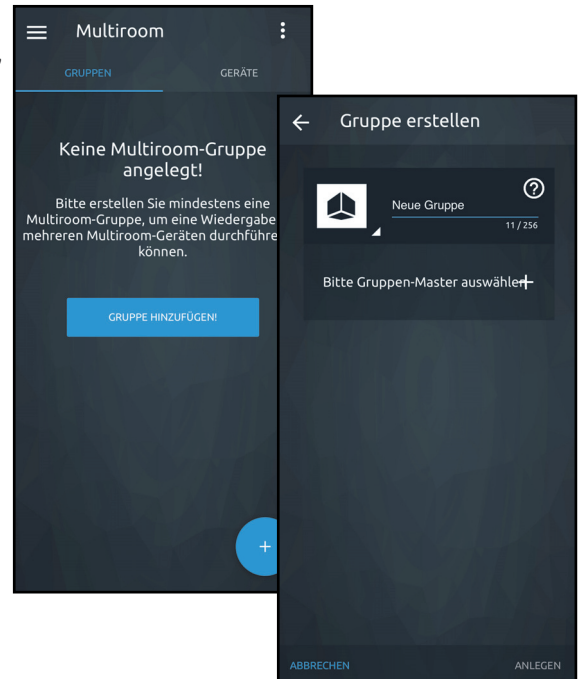 Multiroom
GRUPPEN GERÄTE
Keine Multiroom-Gruppe
angelegt!
Bitte erstellen Sie mindestens eine
Multiroom-Gruppe, um eine Wiedergabe
mehreren Multiroom-Geräten durchführe
können.
GRUPPE HINZUFÜGEN!
+
Gruppe erstellen
Neue Gruppe
?
11 / 256
Bitte Gruppen-Master auswählen+
ABBRECHEN ANLEGEN